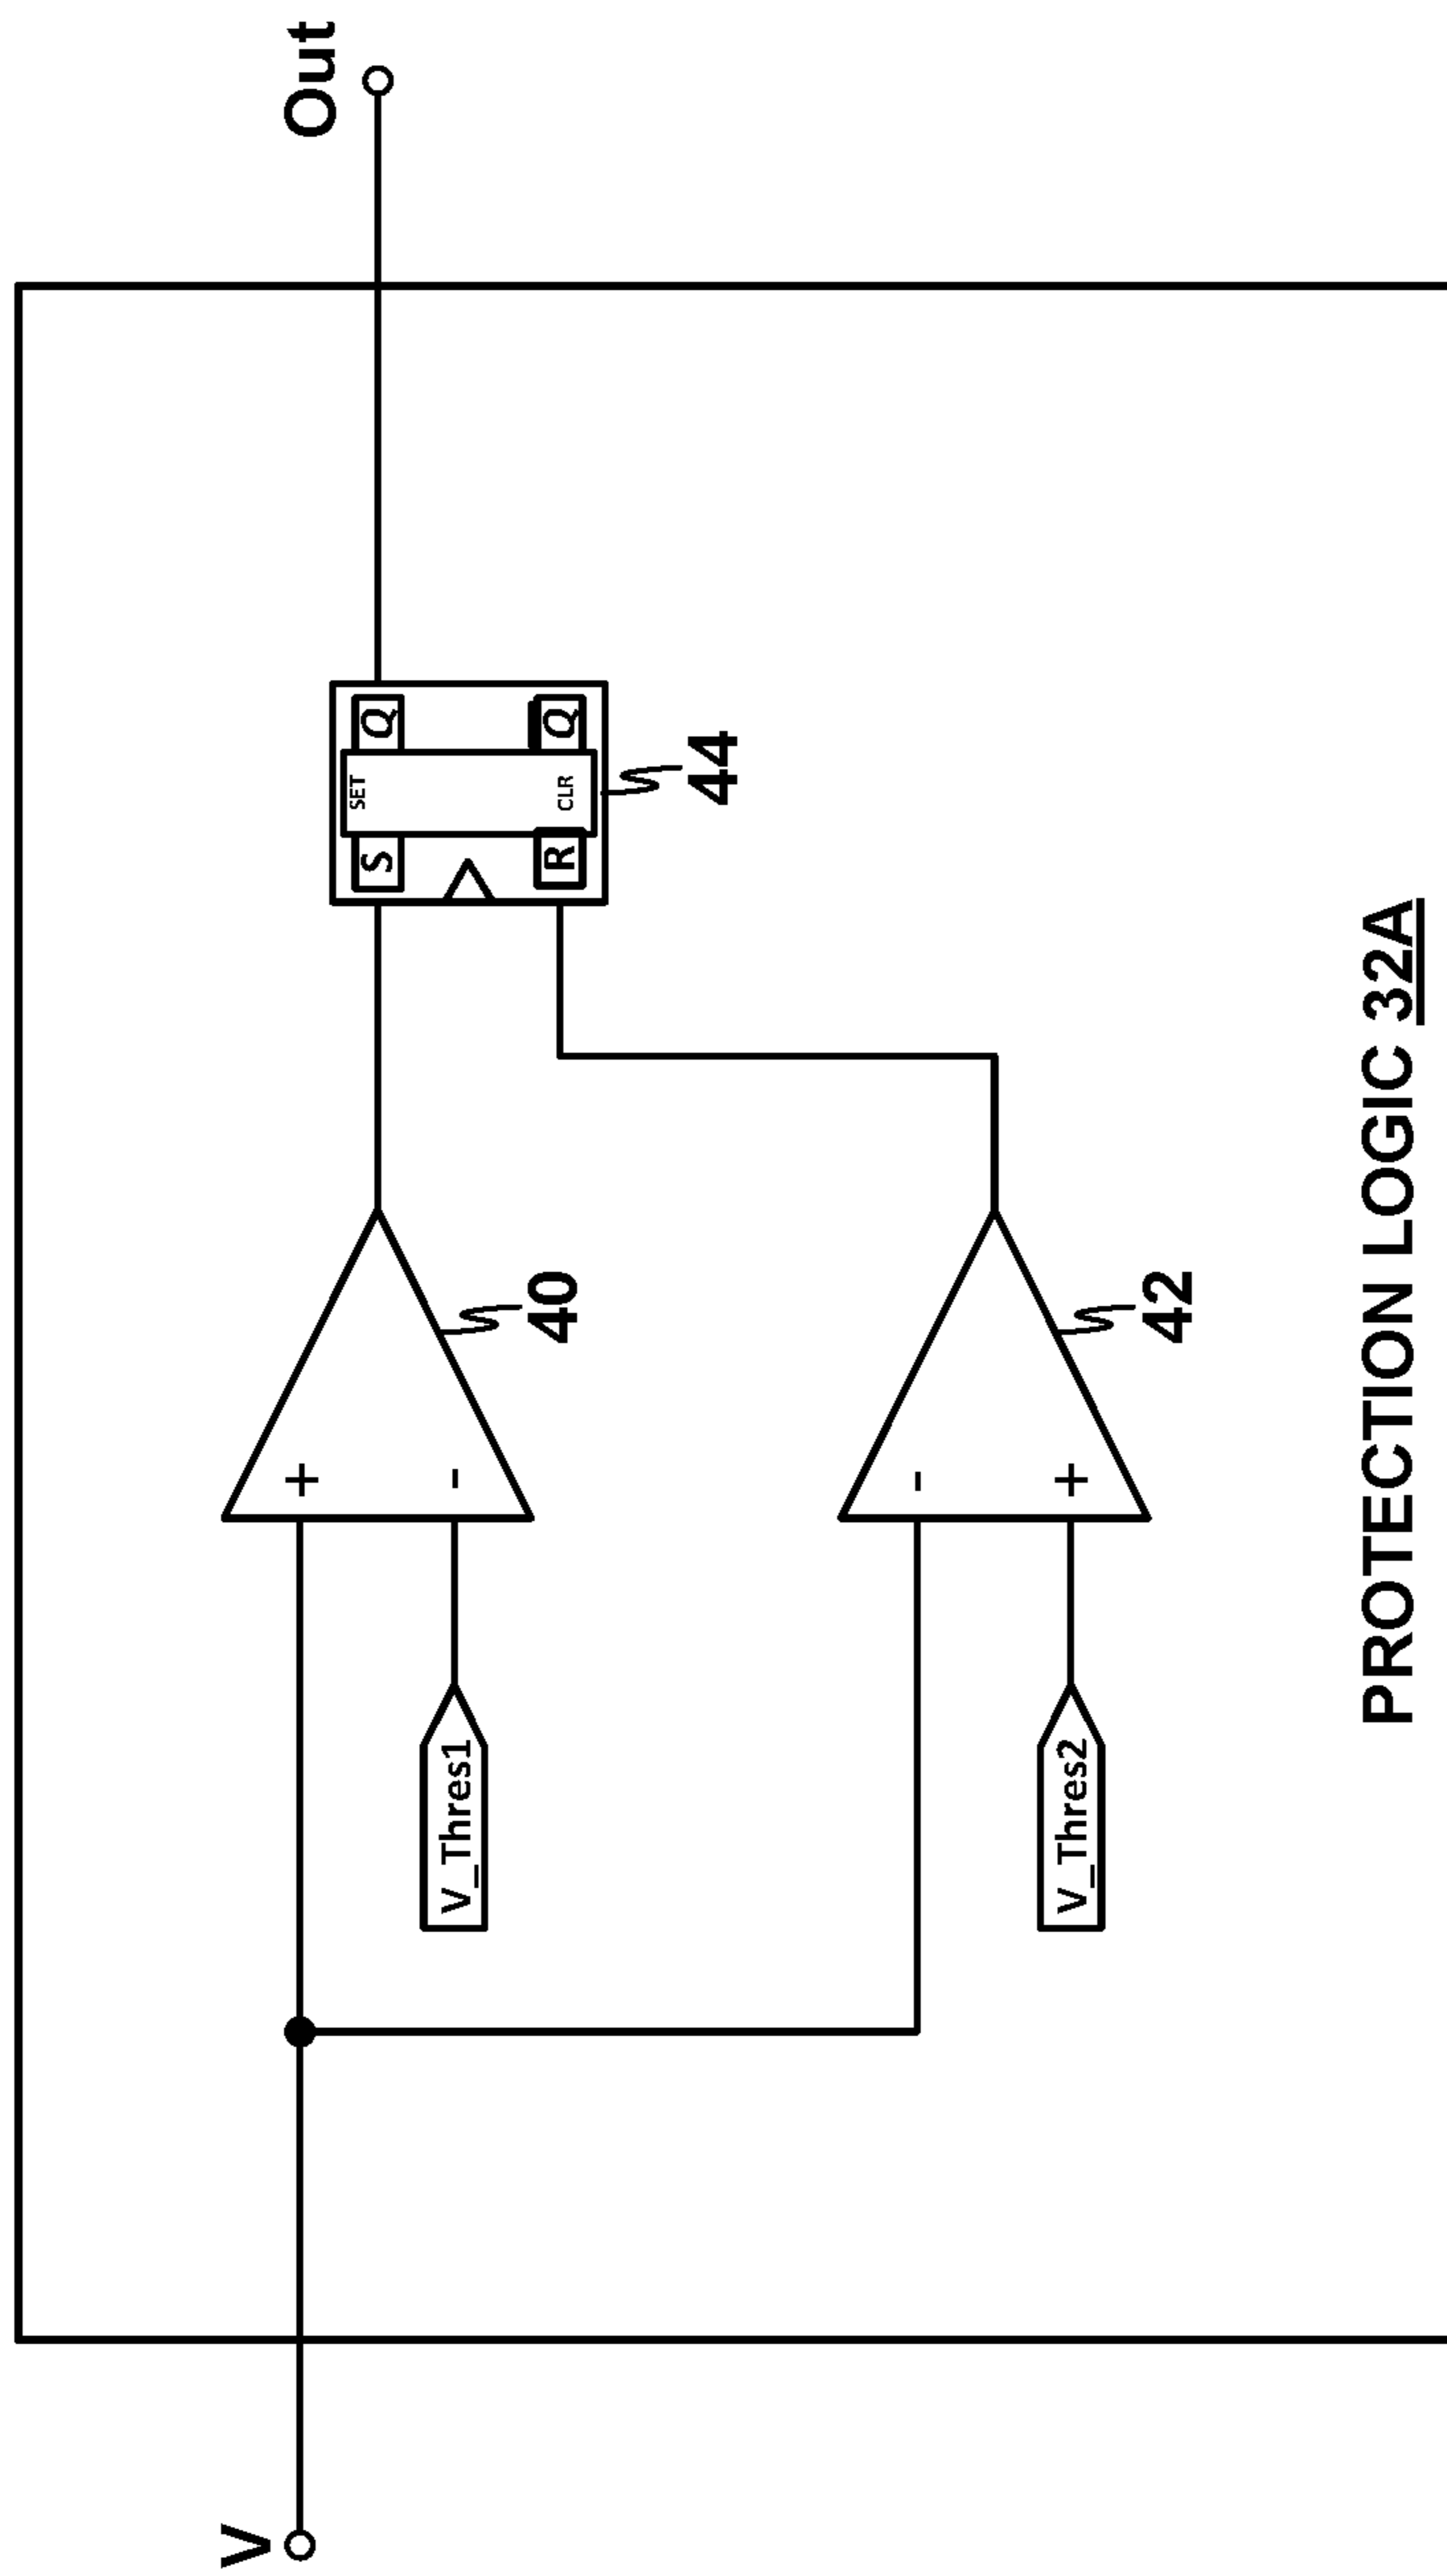 V
Out
+
-
V_Thres1
40
S
SET
Q
R
CLR
Q
44
-
+
V_Thres2
42
PROTECTION LOGIC 32A